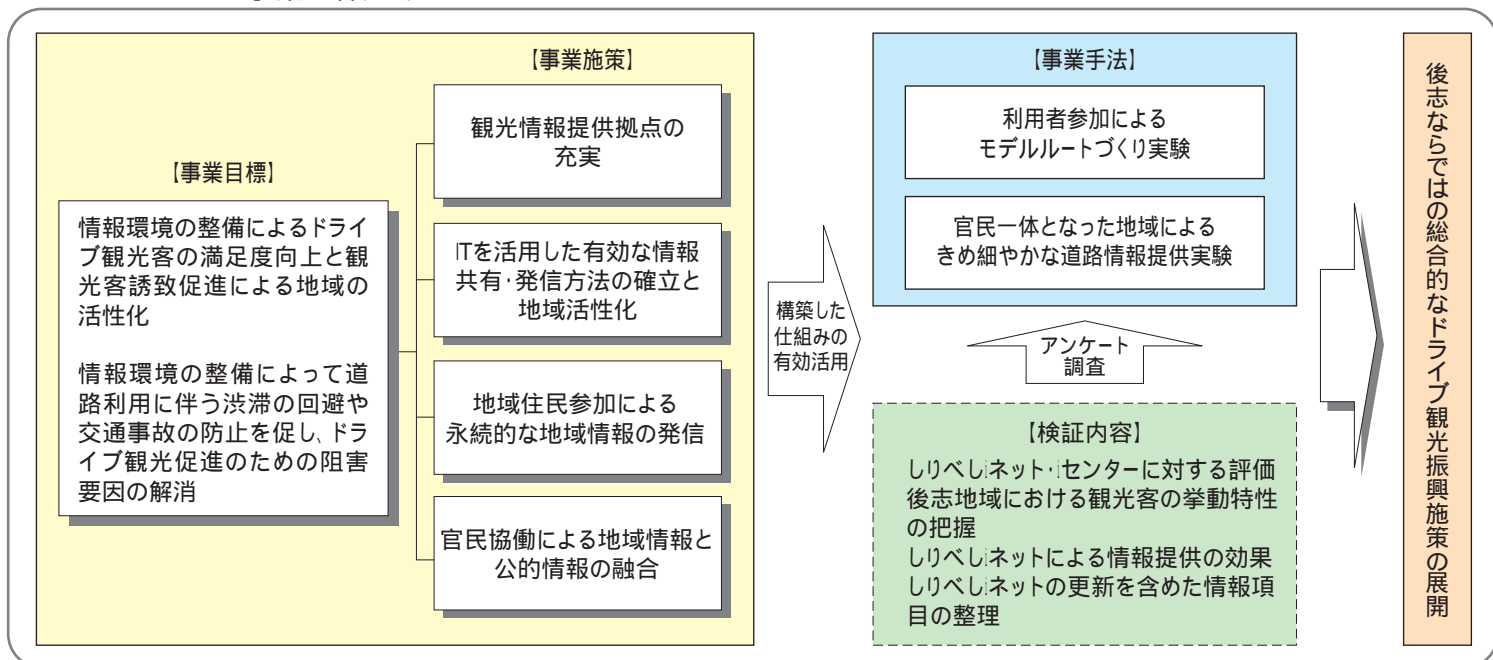 【事業目標】
情報環境の整備によるドライ
ブ観光客の満足度向上と観
光客誘致促進による地域の
活性化
情報環境の整備によって道
路利用に伴う渋滞の回避や
交通事故の防止を促し、ドラ
イブ観光促進のための阻害
要因の解消
【事業施策】
観光情報提供拠点の
充実
ITを活用した有効な情報
共有・発信方法の確立と
地域活性化
地域住民参加による
永続的な地域情報の発信
官民協働による地域情報と
公的情報の融合
構築した
仕組みの
有効活用
【事業手法】
利用者参加による
モデルルートづくり実験
官民一体となった地域による
きめ細やかな道路情報提供実験
アンケート
調査
【検証内容】
しりべしiネット・iセンターに対する評価
後志地域における観光客の挙動特性
の把握
しりべしiネットによる情報提供の効果
しりべしiネットの更新を含めた情報項
目の整理
後志ならではの総合的なドライブ観光振興施策の展開